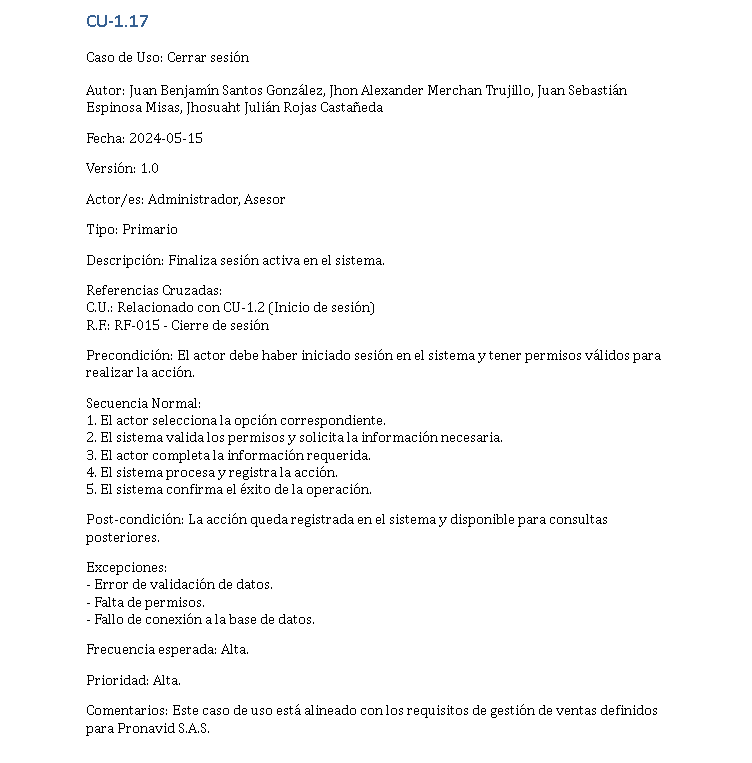 CU-1.17
Caso de Uso: Cerrar sesión
Autor: Juan Benjamín Santos González, Jhon Alexander Merchan Trujillo, Juan Sebastián
Espinosa Misas, Jhosuaht Julián Rojas Castañeda
Fecha: 2024-05-15
Versión: 1.0
Actor/es: Administrador, Asesor
Tipo: Primario
Descripción: Finaliza sesión activa en el sistema.
Referencias Cruzadas:
C.U.: Relacionado con CU-1.2 (Inicio de sesión)
R.F.: RF-015 - Cierre de sesión
Precondición: El actor debe haber iniciado sesión en el sistema y tener permisos válidos para
realizar la acción.
Secuencia Normal:
1. El actor selecciona la opción correspondiente.
2. El sistema valida los permisos y solicita la información necesaria.
3. El actor completa la información requerida.
4. El sistema procesa y registra la acción.
5. El sistema confirma el éxito de la operación.
Post-condición: La acción queda registrada en el sistema y disponible para consultas
posteriores.
Excepciones:
- Error de validación de datos.
- Falta de permisos.
- Fallo de conexión a la base de datos.
Frecuencia esperada: Alta.
Prioridad: Alta.
Comentarios: Este caso de uso está alineado con los requisitos de gestión de ventas definidos
para Pronavid S.A.S.